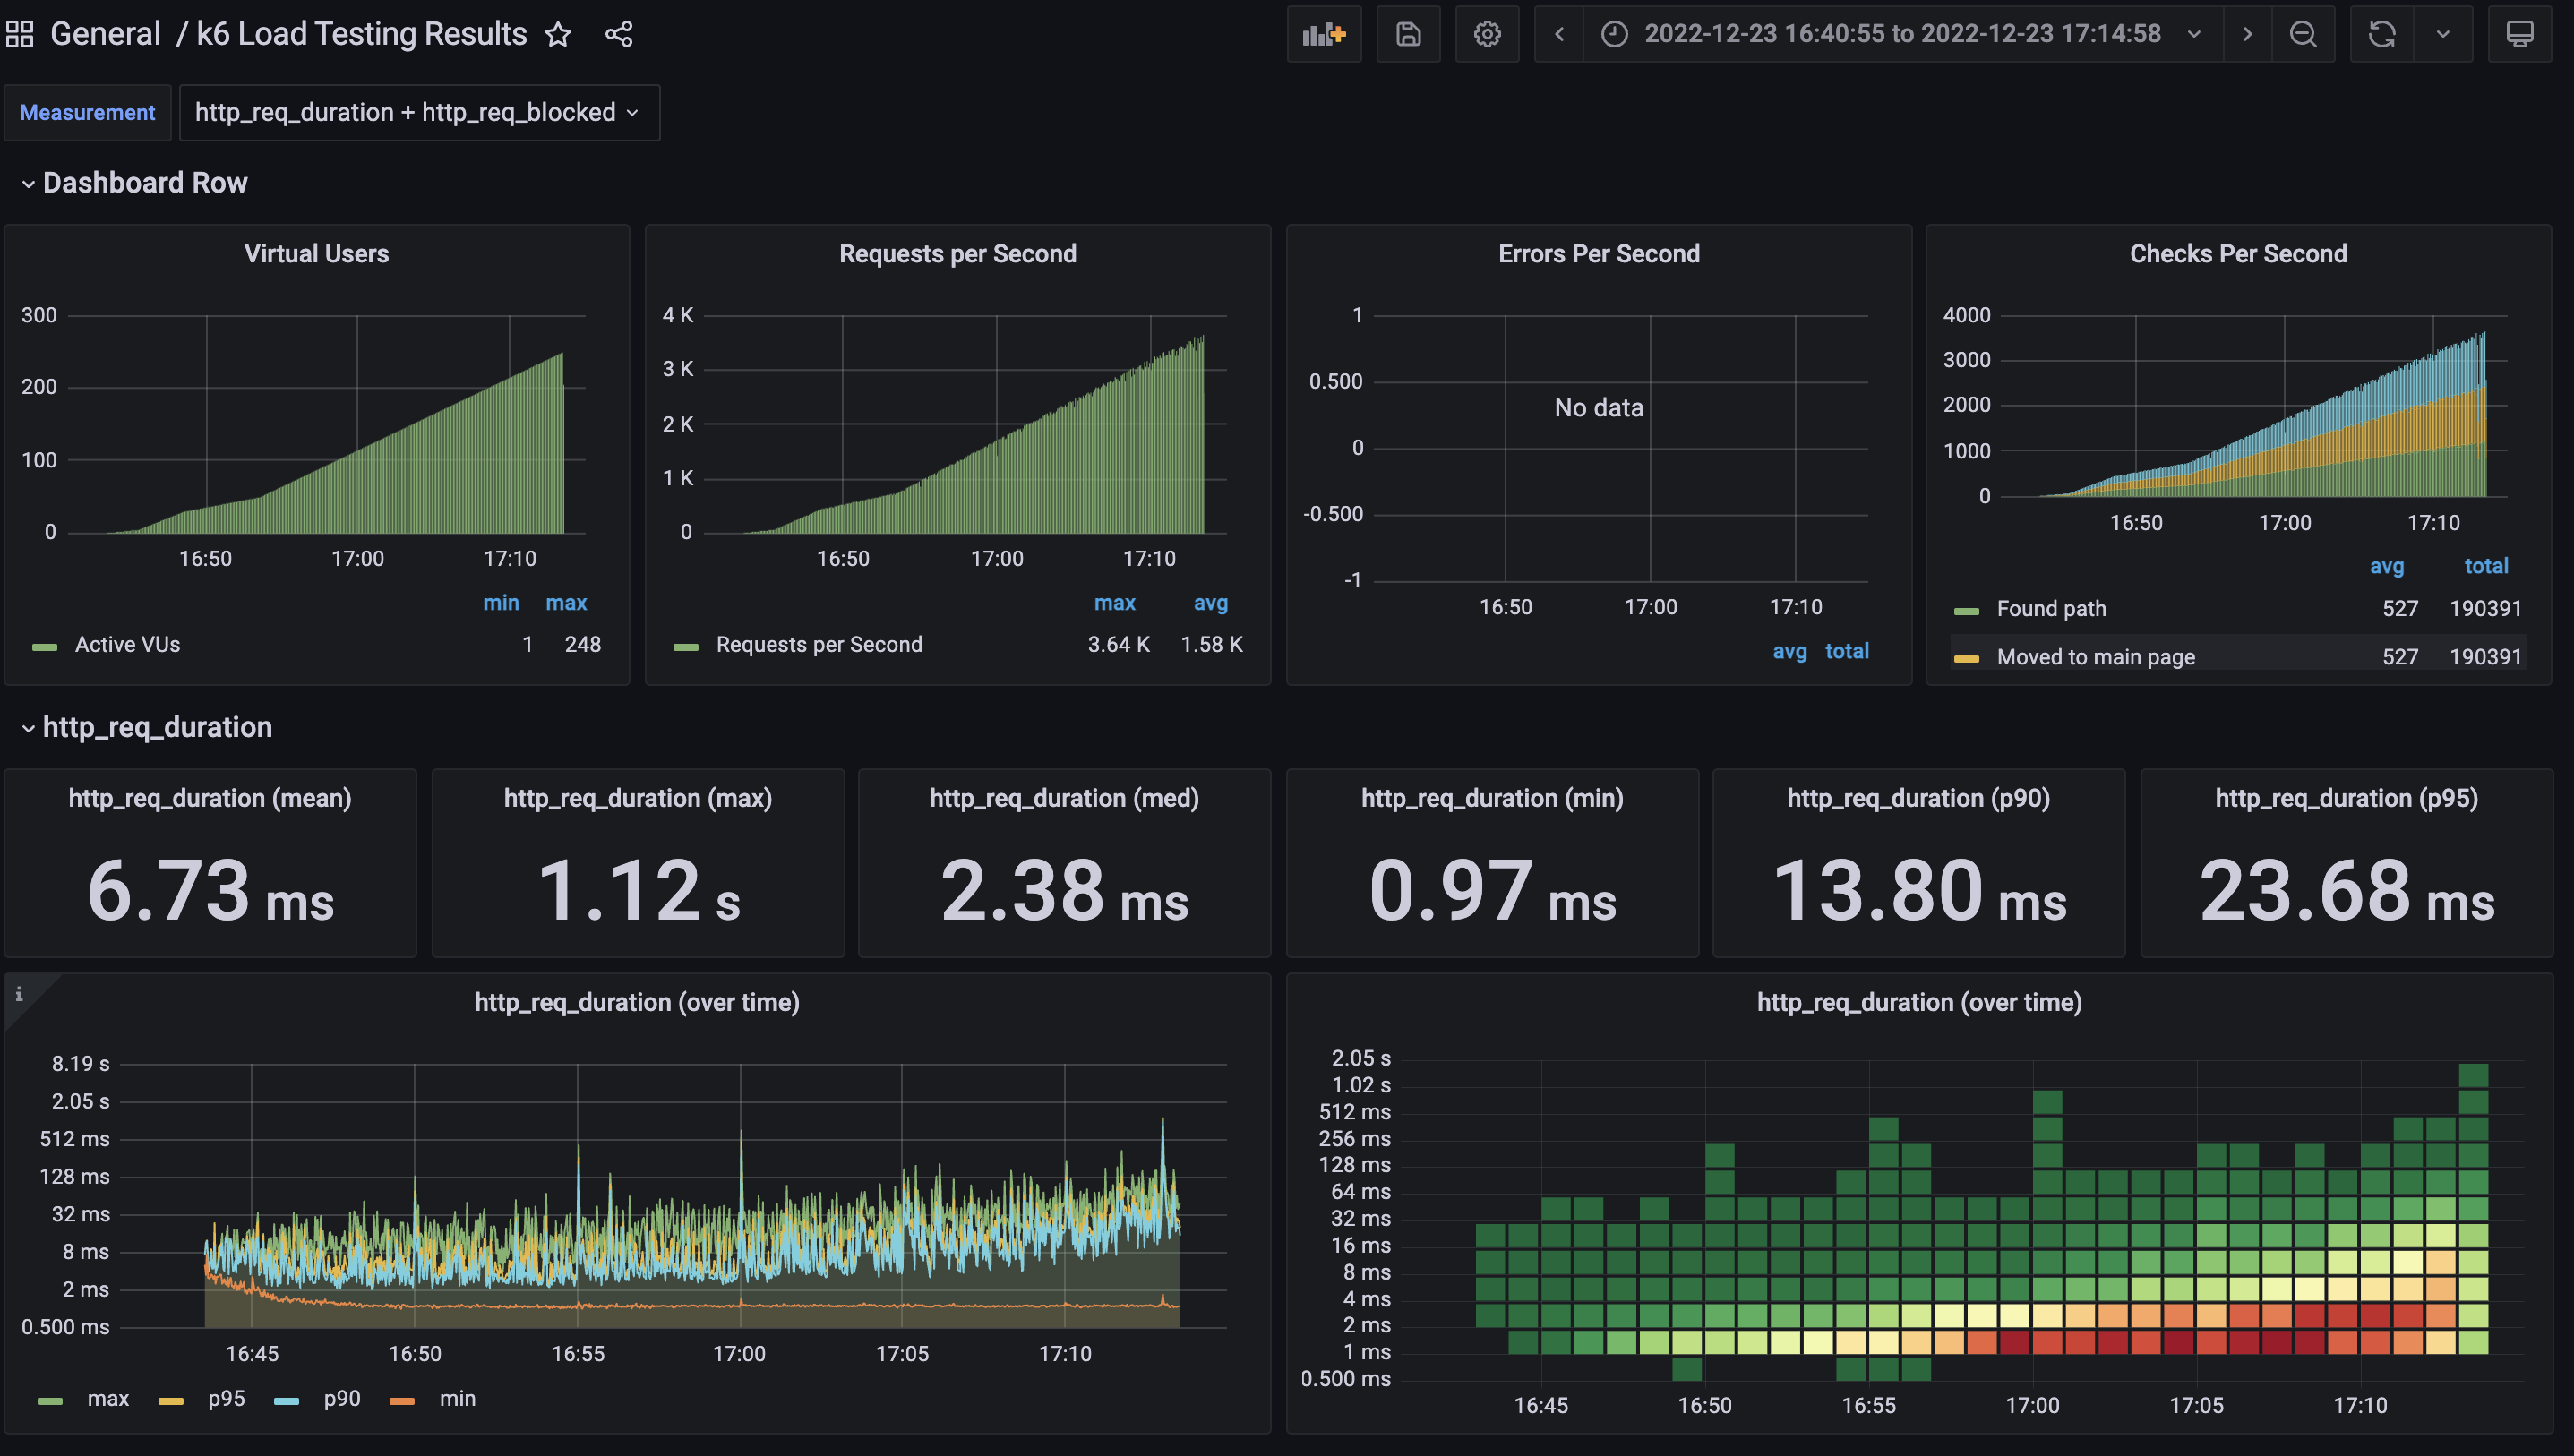 General / k6 Load Testing Results
2022-12-23 16:40:55 to 2022-12-23 17:14:58
Measurement
http_req_duration + http_req_blocked
Dashboard Row
Virtual Users
300
200
100
0
16:50 17:00 17:10
min max
Active VUs 1 248
Requests per Second
4 K
3 K
2 K
1 K
0
16:50 17:00 17:10
max avg
Requests per Second 3.64 K 1.58 K
Errors Per Second
1
0.500
0
-0.500
-1
No data
16:50 17:00 17:10
avg total
Checks Per Second
4000
3000
2000
1000
0
16:50 17:00 17:10
avg total
Found path 527 190391
Moved to main page 527 190391
http_req_duration
http_req_duration (mean)
6.73 ms
http_req_duration (max)
1.12 s
http_req_duration (med)
2.38 ms
http_req_duration (min)
0.97 ms
http_req_duration (p90)
13.80 ms
http_req_duration (p95)
23.68 ms
i
http_req_duration (over time)
8.19 s
2.05 s
512 ms
128 ms
32 ms
8 ms
2 ms
0.500 ms
16:45 16:50 16:55 17:00 17:05 17:10
max p95 p90 min
http_req_duration (over time)
2.05 s
1.02 s
512 ms
256 ms
128 ms
64 ms
32 ms
16 ms
8 ms
4 ms
2 ms
1 ms
0.500 ms
16:45 16:50 16:55 17:00 17:05 17:10